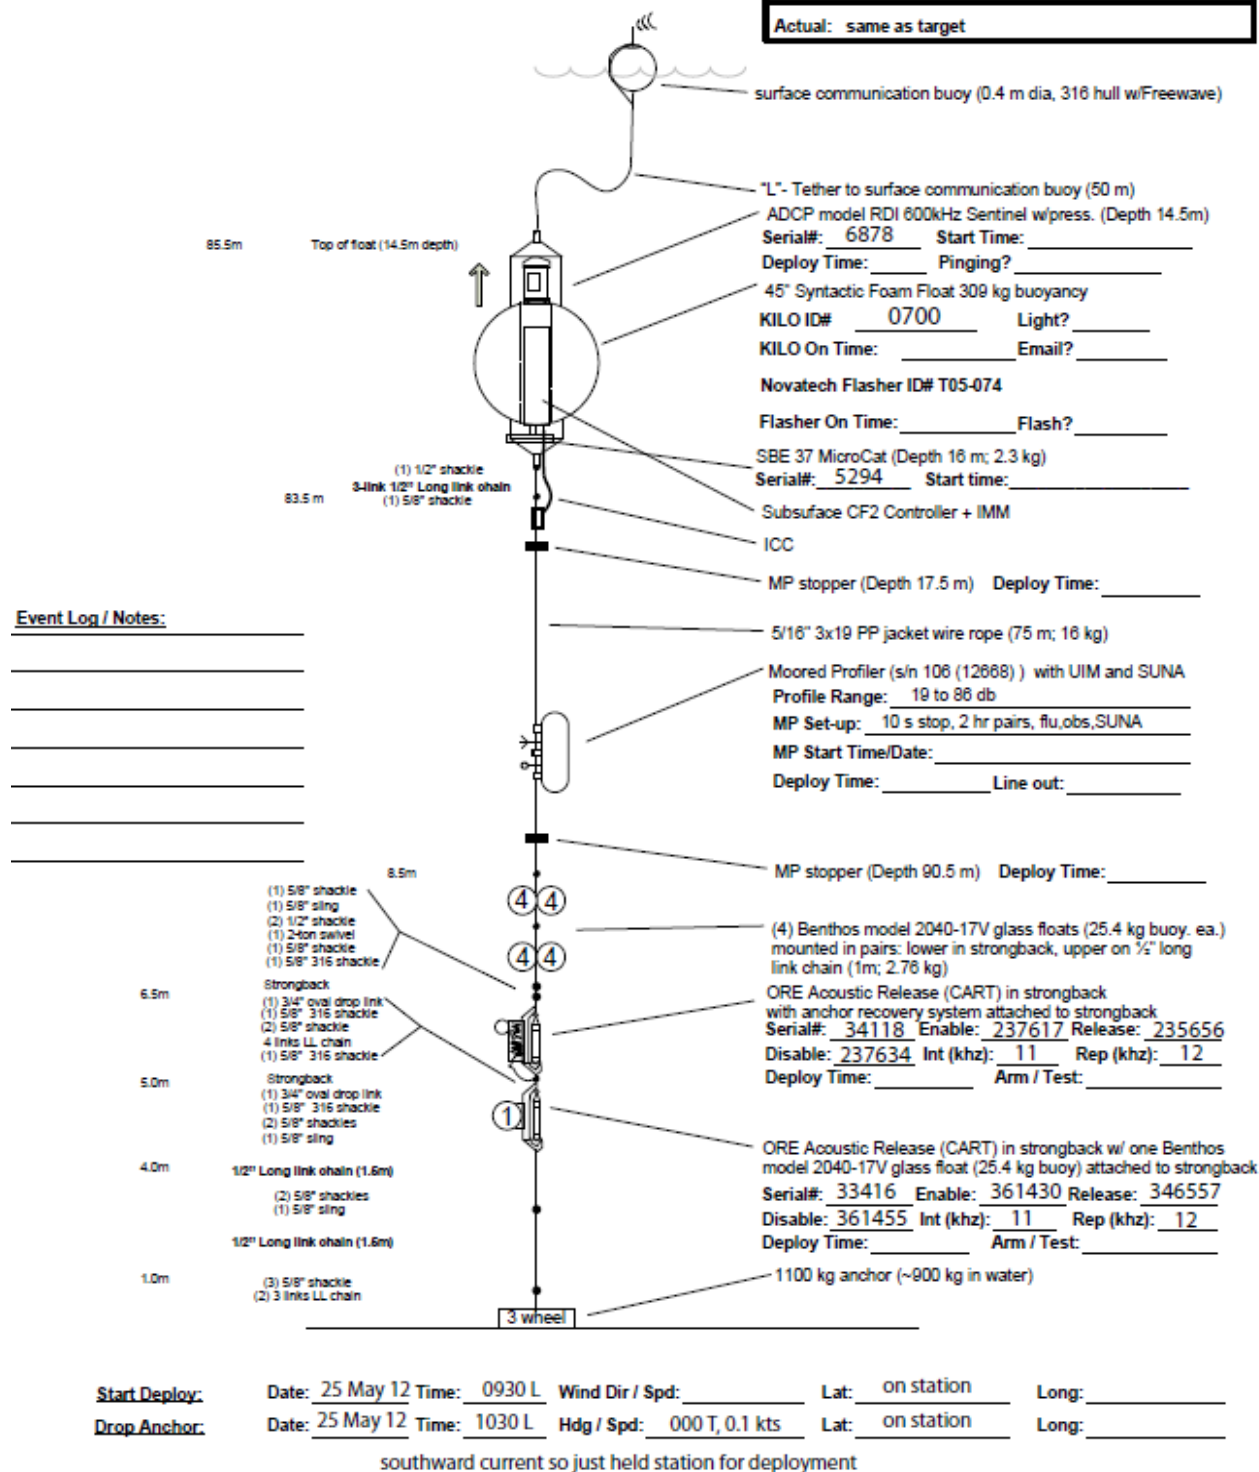 Actual: same as target
surface communication buoy (0.4 m dia, 316 hull w/Freewave)
"L"- Tether to surface communication buoy (50 m)
ADCP model RDI 600kHz Sentinel w/press. (Depth 14.5m)
85.5m Top of float (14.5m depth)
Serial#: 6878 Start Time:
Deploy Time: Pinging?
45" Syntactic Foam Float 309 kg buoyancy
KILO ID# 0700 Light?
KILO On Time: Email?
Novatech Flasher ID# T05-074
Flasher On Time: Flash?
SBE 37 MicroCat (Depth 16 m; 2.3 kg)
Serial#: 5294 Start time:
(1) 1/2" shackle
3-link 1/2" Long link chain
83.5 m (1) 5/8" shackle
Subsuface CF2 Controller + IMM
ICC
MP stopper (Depth 17.5 m) Deploy Time:
Event Log / Notes:
5/16" 3x19 PP jacket wire rope (75 m; 16 kg)
Moored Profiler (s/n 106 (12668) ) with UIM and SUNA
Profile Range: 19 to 86 db
MP Set-up: 10 s stop, 2 hr pairs, flu,obs,SUNA
MP Start Time/Date:
Deploy Time: Line out:
MP stopper (Depth 90.5 m) Deploy Time:
8.5m
(1) 5/8" shackle
(1) 5/8" sling
(2) 1/2" shackle
(1) 2-ton swivel
(1) 5/8" shackle
(1) 5/8" 316 shackle
4 4
4 4
(4) Benthos model 2040-17V glass floats (25.4 kg buoy. ea.)
mounted in pairs: lower in strongback, upper on ½" long
link chain (1m; 2.76 kg)
6.5m
Strongback
(1) 3/4" oval drop link
(1) 5/8" 316 shackle
(2) 5/8" shackle
4 links LL chain
(1) 5/8" 316 shackle
ORE Acoustic Release (CART) in strongback
with anchor recovery system attached to strongback
Serial#: 34118 Enable: 237617 Release: 235656
Disable: 237634 Int (khz): 11 Rep (khz): 12
Deploy Time: Arm / Test:
5.0m
Strongback
(1) 3/4" oval drop link
(1) 5/8" 316 shackle
(2) 5/8" shackles
(1) 5/8" sling
1
ORE Acoustic Release (CART) in strongback w/ one Benthos
model 2040-17V glass float (25.4 kg buoy) attached to strongback
Serial#: 33416 Enable: 361430 Release: 346557
Disable: 361455 Int (khz): 11 Rep (khz): 12
Deploy Time: Arm / Test:
4.0m 1/2" Long link chain (1.5m)
(2) 5/8" shackles
(1) 5/8" sling
1/2" Long link chain (1.5m)
1.0m
(3) 5/8" shackle
(2) 3 links LL chain
1100 kg anchor (~900 kg in water)
3 wheel
Start Deploy: Date: 25 May 12 Time: 0930 L Wind Dir / Spd: Lat: on station Long:
Drop Anchor: Date: 25 May 12 Time: 1030 L Hdg / Spd: 000 T, 0.1 kts Lat: on station Long:
southward current so just held station for deployment